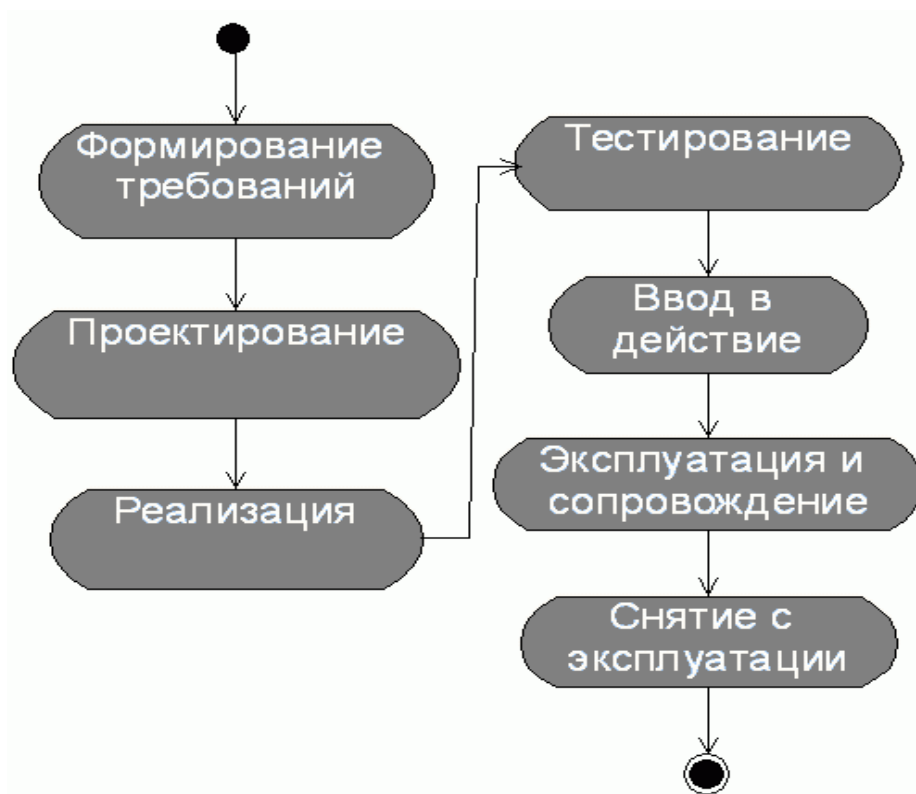 Формирование
требований
Проектирование
Реализация
Тестирование
Ввод в
действие
Эксплуатация и
сопровождение
Снятие с
эксплуатации